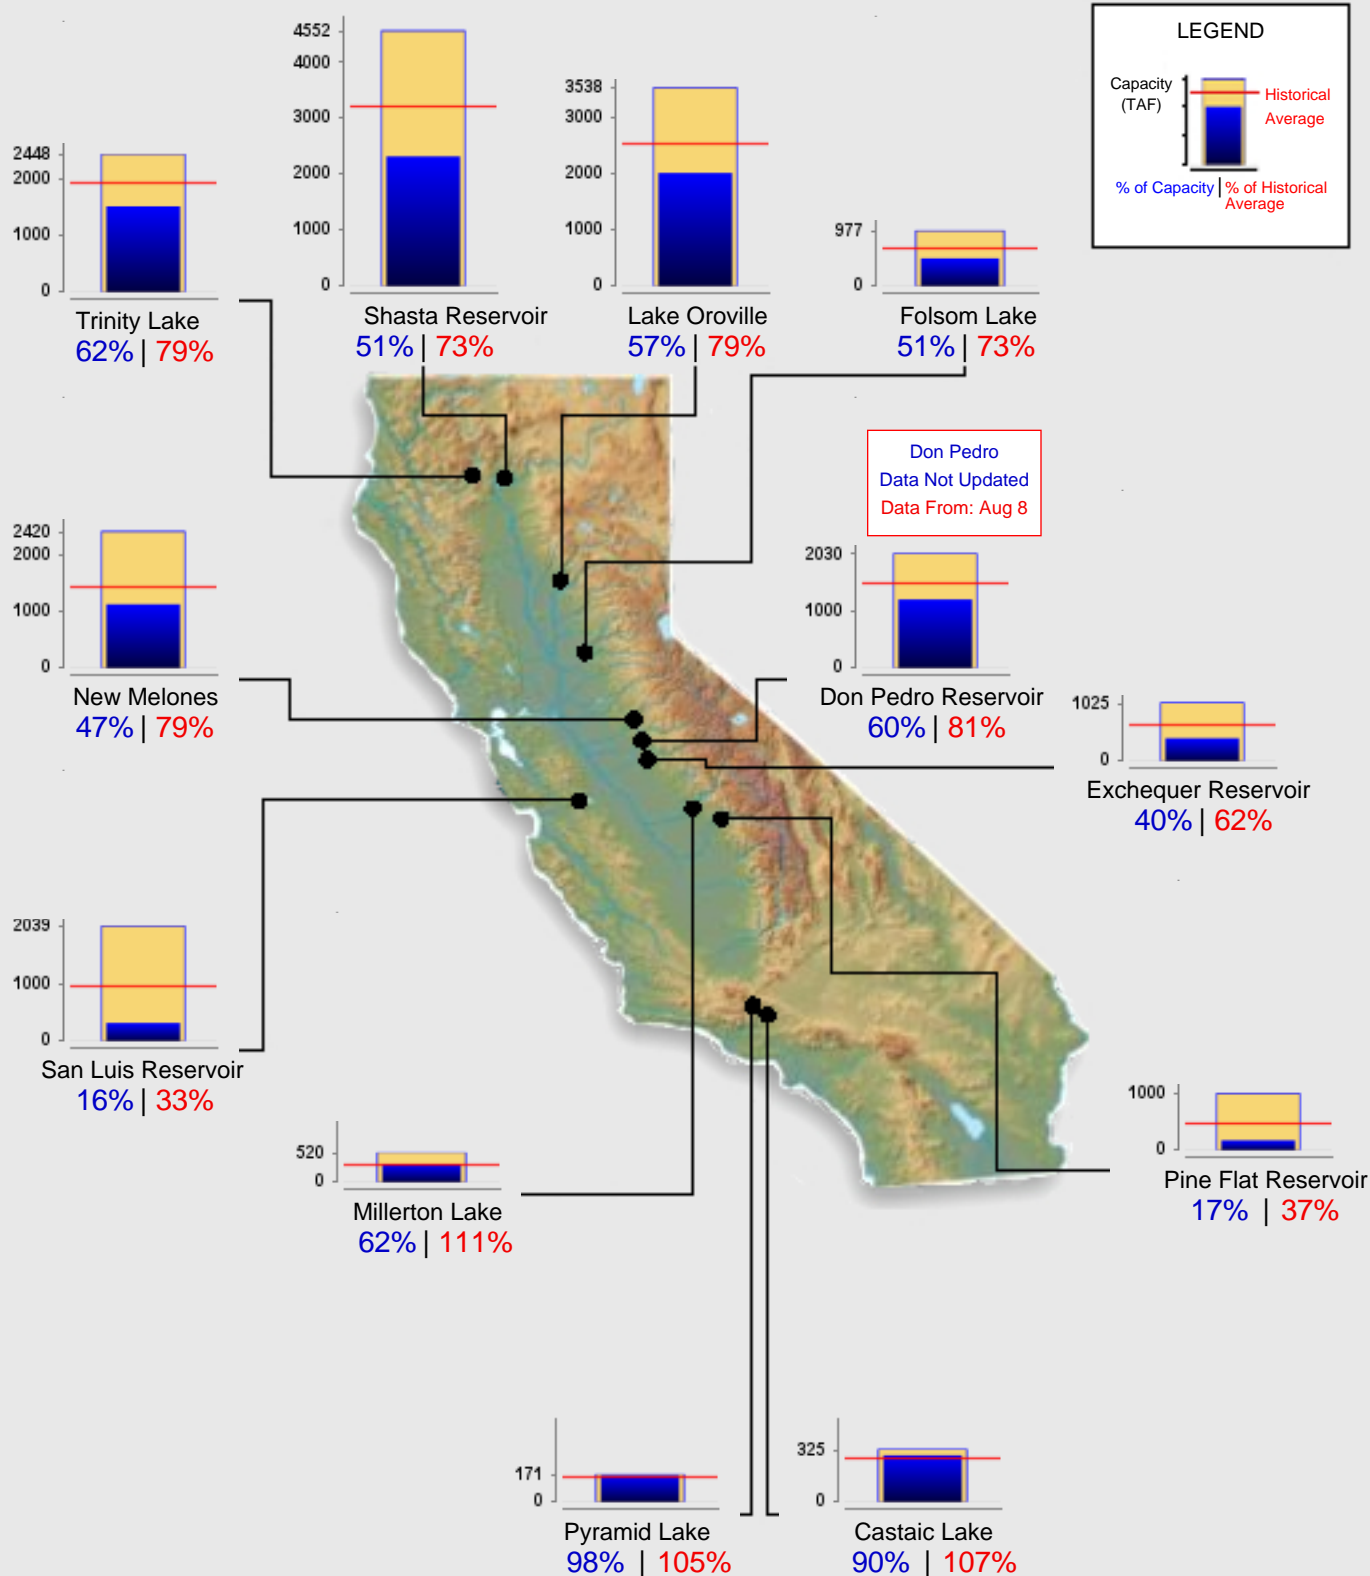 LEGEND
Capacity
(TAF)
Historical
Average
% of Capacity | % of Historical
Average
4552
4000
3000
2000
1000
0
Shasta Reservoir
51% | 73%
3538
3000
2000
1000
0
Lake Oroville
57% | 79%
2448
2000
1000
0
Trinity Lake
62% | 79%
977
0
Folsom Lake
51% | 73%
Don Pedro
Data Not Updated
Data From: Aug 8
2420
2000
1000
0
New Melones
47% | 79%
2030
1000
0
Don Pedro Reservoir
60% | 81%
1025
0
Exchequer Reservoir
40% | 62%
2039
1000
0
San Luis Reservoir
16% | 33%
520
0
Millerton Lake
62% | 111%
1000
0
Pine Flat Reservoir
17% | 37%
171
0
Pyramid Lake
98% | 105%
325
0
Castaic Lake
90% | 107%